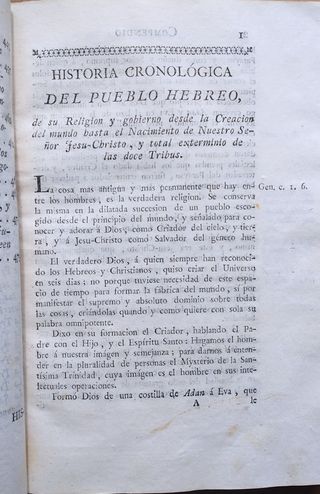 1
HISTORIA CRONOLÓGICA
DEL PUEBLO HEBREO,
de su Religion y gobierno desde la Creacion
del mundo hasta el Nacimiento de Nuestro Se-
ñor Jesu-Christo, y total exterminio de
las doce Tribus.
La cosa mas antigua y mas permanente que hay en-
tre los hombres, es la verdadera religion. Se conserva
la misma en la dilatada succesion de un pueblo esco-
gido desde el principio del mundo, y señalado para co-
nocer y adorar á Dios, como Criador del cielo, y tier-
ra, y á Jesu-Christo como Salvador del género hu-
mano.
Gen. c. 1. 6.
El verdadero Dios, á quien siempre han reconoci-
do los Hebreos y Christianos, quiso criar el Universo
en seis dias; no porque tuviese necesidad de este espa-
cio de tiempo para formar la fábrica del mundo, sí por
manifestar el supremo y absoluto dominio sobre todas
las cosas, criándolas quando y como quiere con sola su
palabra omnipotente.
Dixo en su formacion el Criador, hablando el Pa-
dre con el Hijo, y el Espíritu Santo: Hagamos el hom-
bre á nuestra imágen y semejanza; para darnos á enten-
der en la pluralidad de personas el Mysterio de la San-
tísima Trinidad, cuya imágen es el hombre en sus inte-
lectuales operaciones.
Formó Dios de una costilla de Adan á Eva, que
A le
HIS-